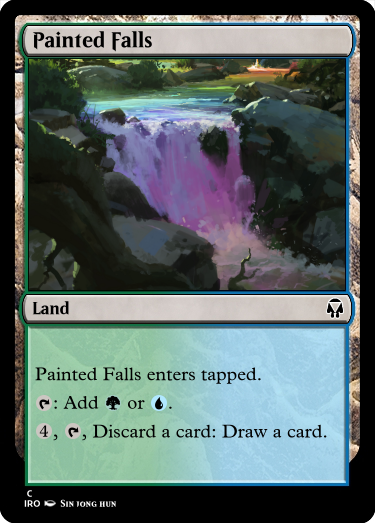 Painted Falls
Land
Painted Falls enters tapped.
: Add or .
4, , Discard a card: Draw a card.
C
IRO SIN JONG HUN